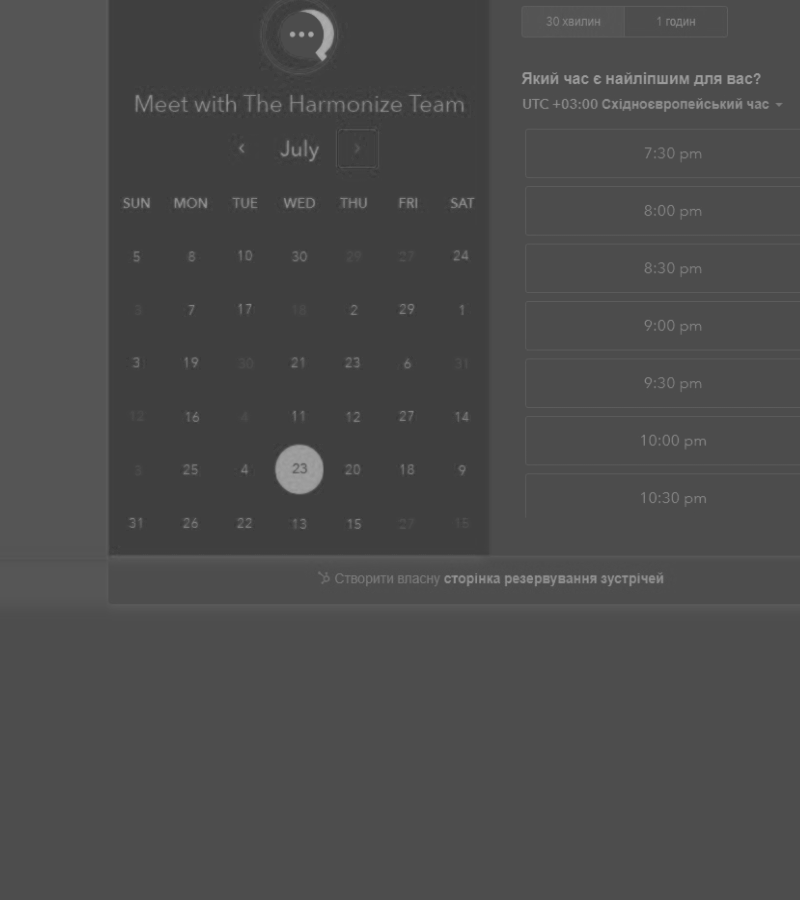 30 хвилин 1 годин
Який час є найліпшим для вас?
UTC +03:00 Східноєвропейський час
Meet with The Harmonize Team
July
SUN MON TUE WED THU FRI SAT
5 8 10 30 29 27 24
3 7 17 18 2 29 1
3 19 30 21 23 6 31
12 16 4 11 12 27 14
3 25 4 23 20 18 9
31 26 22 13 15 27 15
7:30 pm
8:00 pm
8:30 pm
9:00 pm
9:30 pm
10:00 pm
10:30 pm
Створити власну сторінка резервування зустрічей